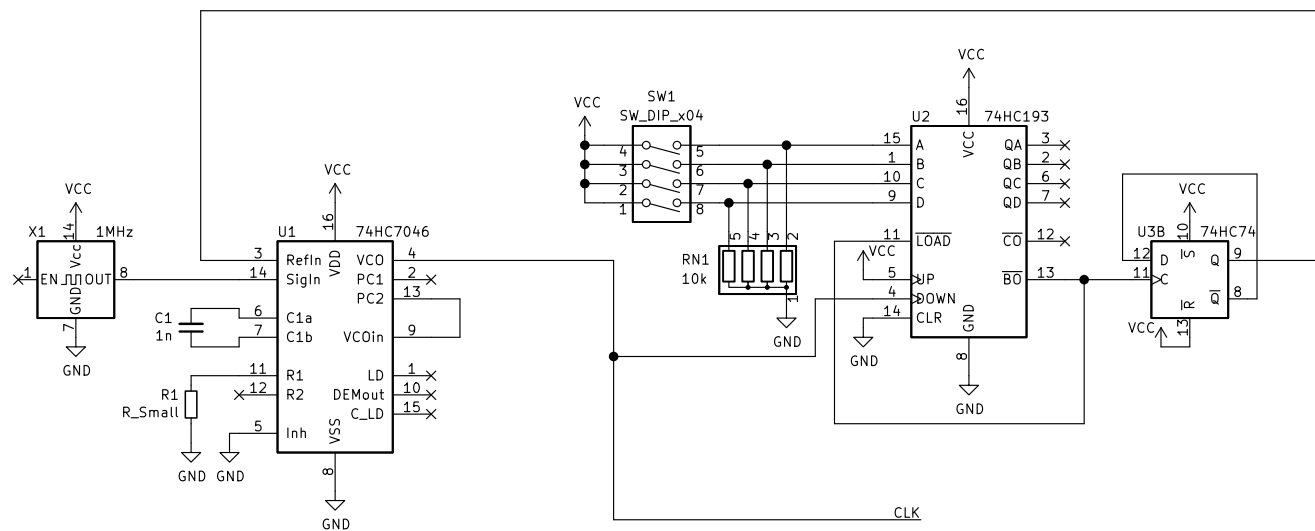 X1 1MHz
VCC
14
Vcc
1 EN OUT 8
GND
7
GND
U1 74HC7046
VCC
16
VDD
3 RefIn VCO 4
14 SigIn PC1 2
PC2 13
C1 6 C1a
1n 7 C1b VCOin 9
11 R1 LD 1
12 R2 DEMout 10
C_LD 15
R1
R_Small
5 Inh
VSS
8
GND
GND
GND
SW1
SW_DIP_x04
VCC
4 5
3 6
2 7
1 8
RN1
10k
5 4 3 2
1
GND
U2 74HC193
VCC
16
VCC
15 A QA 3
1 B QB 2
10 C QC 6
9 D QD 7
11 LOAD CO 12
VCC
5 UP BO 13
4 DOWN
14 CLR
GND
8
GND
GND
U3B 74HC74
VCC
10
S
12 D Q 9
11 C Q 8
R
13
VCC
CLK